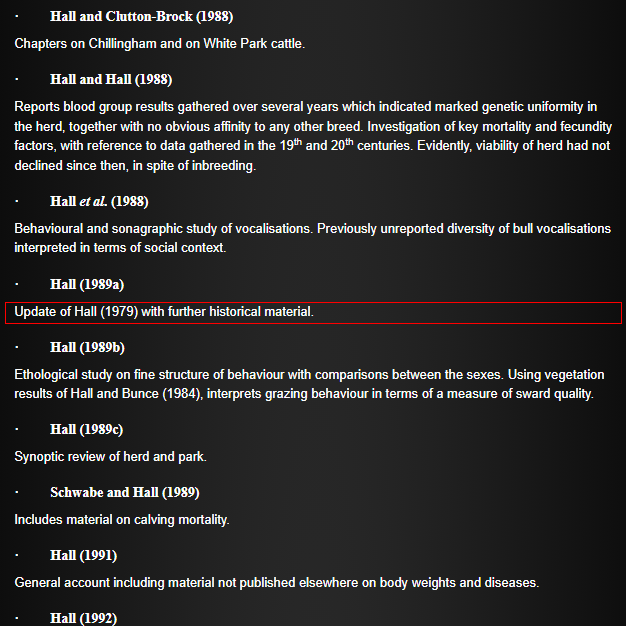 · Hall and Clutton-Brock (1988)
Chapters on Chillingham and on White Park cattle.
· Hall and Hall (1988)
Reports blood group results gathered over several years which indicated marked genetic uniformity in
the herd, together with no obvious affinity to any other breed. Investigation of key mortality and fecundity
factors, with reference to data gathered in the 19th and 20th centuries. Evidently, viability of herd had not
declined since then, in spite of inbreeding.
· Hall et al. (1988)
Behavioural and sonagraphic study of vocalisations. Previously unreported diversity of bull vocalisations
interpreted in terms of social context.
· Hall (1989a)
Update of Hall (1979) with further historical material.
· Hall (1989b)
Ethological study on fine structure of behaviour with comparisons between the sexes. Using vegetation
results of Hall and Bunce (1984), interprets grazing behaviour in terms of a measure of sward quality.
· Hall (1989c)
Synoptic review of herd and park.
· Schwabe and Hall (1989)
Includes material on calving mortality.
· Hall (1991)
General account including material not published elsewhere on body weights and diseases.
· Hall (1992)